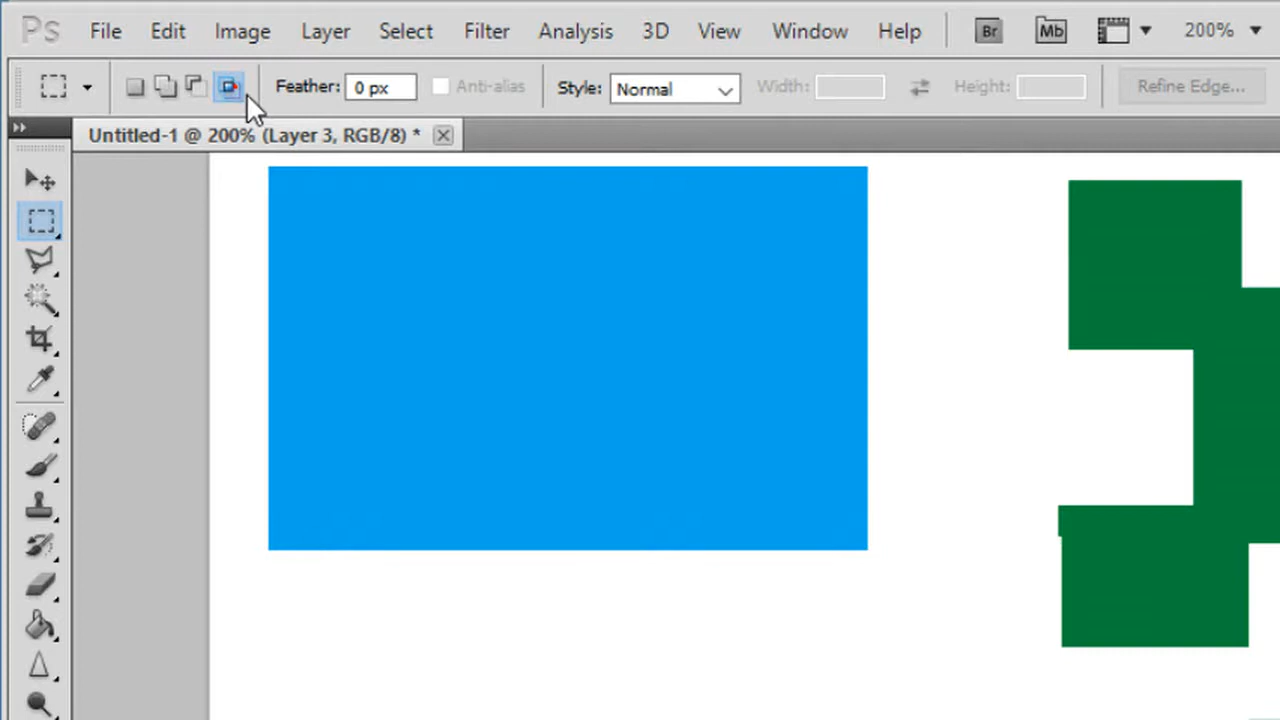 Ps File Edit Image Layer Select Filter Analysis 3D View Window Help Br Mb 200%
Feather: 0 px Anti-alias Style: Normal Width: Height: Refine Edge...
Untitled-1 @ 200% (Layer 3, RGB/8) *